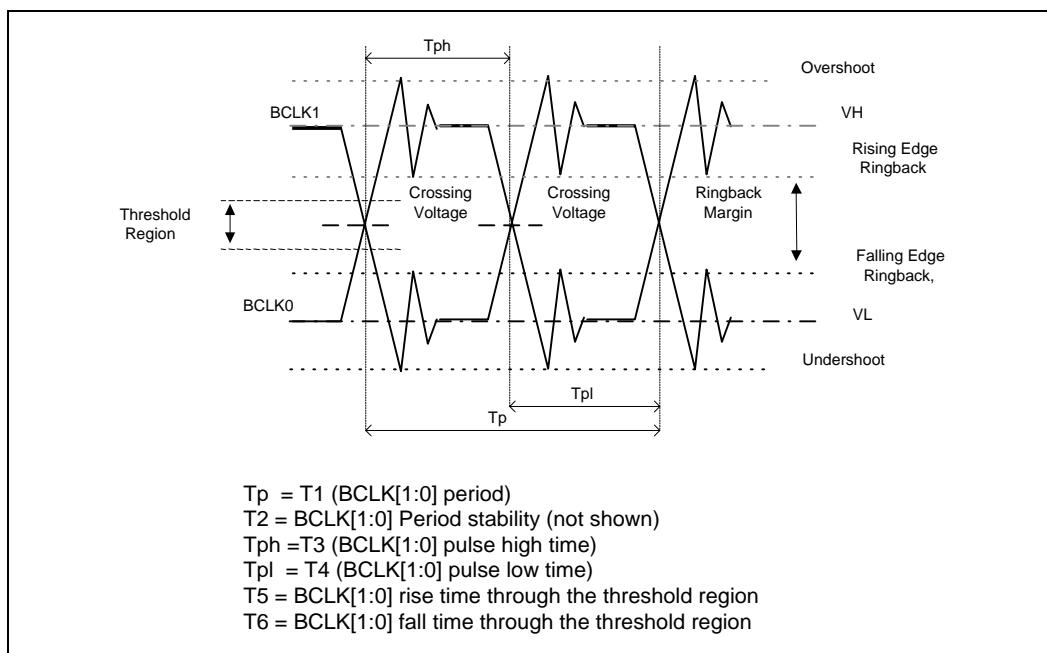 Tph
Overshoot
BCLK1
VH
Rising Edge
Ringback
Threshold
Region
Crossing
Voltage
Crossing
Voltage
Ringback
Margin
Falling Edge
Ringback,
BCLK0
VL
Undershoot
Tpl
Tp
Tp = T1 (BCLK[1:0] period)
T2 = BCLK[1:0] Period stability (not shown)
Tph =T3 (BCLK[1:0] pulse high time)
Tpl = T4 (BCLK[1:0] pulse low time)
T5 = BCLK[1:0] rise time through the threshold region
T6 = BCLK[1:0] fall time through the threshold region